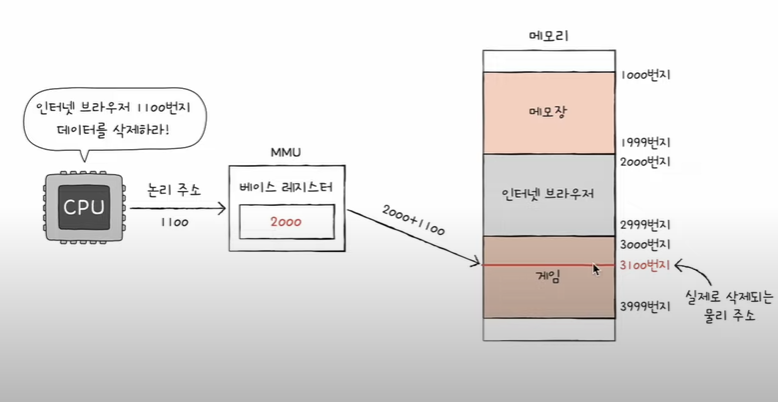 메모리
1000번지
인터넷 브라우저 1100번지
데이터를 삭제하라!
메모장
MMU
1999번지
2000번지
논리 주소
베이스 레지스터
인터넷 브라우저
CPU
1100
2000
2000+1100
2999번지
3000번지
3100번지
게임
실제로 삭제되는
물리 주소
3999번지